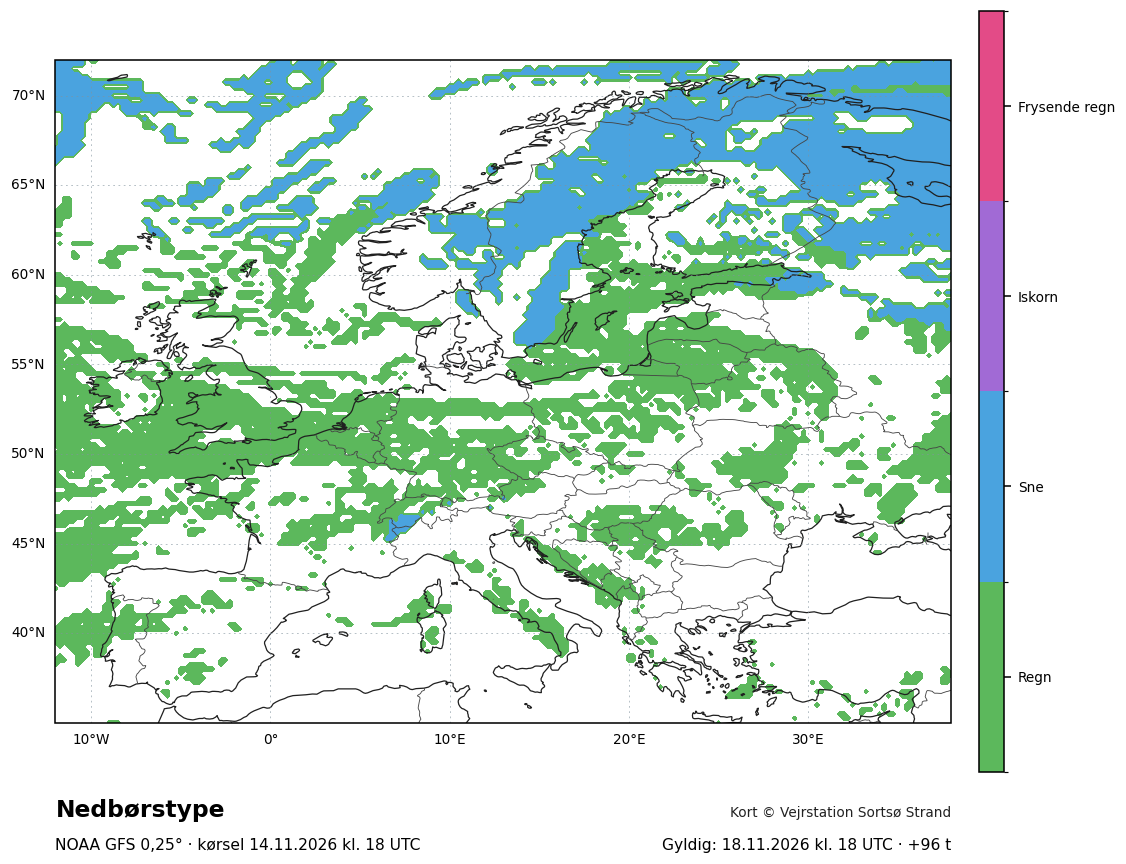 Frysende regn
Iskorn
Sne
Regn
70°N
65°N
60°N
55°N
50°N
45°N
40°N
10°W
0°
10°E
20°E
30°E
Nedbørstype
Kort © Vejrstation Sortsø Strand
NOAA GFS 0,25° · kørsel 14.11.2026 kl. 18 UTC
Gyldig: 18.11.2026 kl. 18 UTC · +96 t